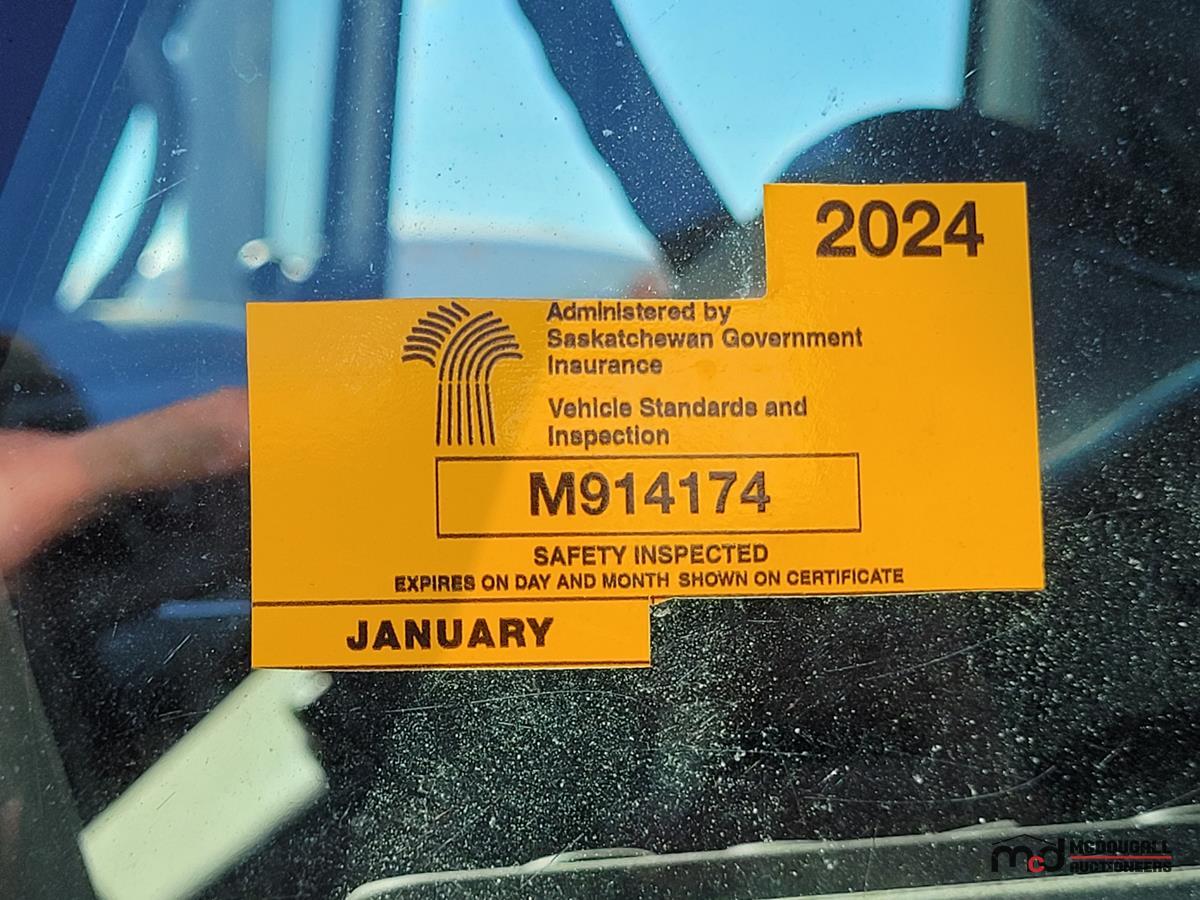 2024
Administered by
Saskatchewan Government
Insurance
Vehicle Standards and
Inspection
M914174
SAFETY INSPECTED
EXPIRES ON DAY AND MONTH SHOWN ON CERTIFICATE
JANUARY
mcd MCDOUGALL
AUCTIONEERS